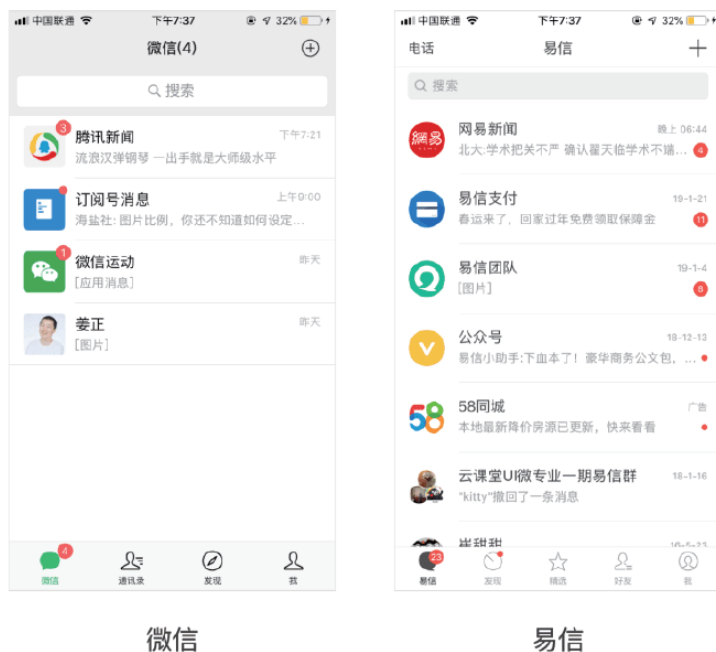 中国联通 下午7:37 32%
微信(4)
搜索
3
腾讯新闻 下午7:21
流浪汉弹钢琴 一出手就是大师级水平
订阅号消息 上午9:00
海盐社: 图片比例，你还不知道如何设定...
1
微信运动 昨天
[应用消息]
姜正 昨天
[图片]
4
微信 通讯录 发现 我
微信
中国联通 下午7:37 32%
电话 易信
搜索
網易
网易新闻 晚上 06:44
北大:学术把关不严 确认翟天临学术不端... 4
易信支付 19-1-21
春运来了，回家过年免费领取保障金 11
易信团队 19-1-4
[图片] 8
公众号 18-12-13
易信小助手:下血本了！豪华商务公文包，...
58
58同城 广告
本地最新降价房源已更新，快来看看
云课堂UI微专业一期易信群 18-1-16
"kitty"撤回了一条消息
崔甜甜
23
易信 发现 精选 好友 我
易信